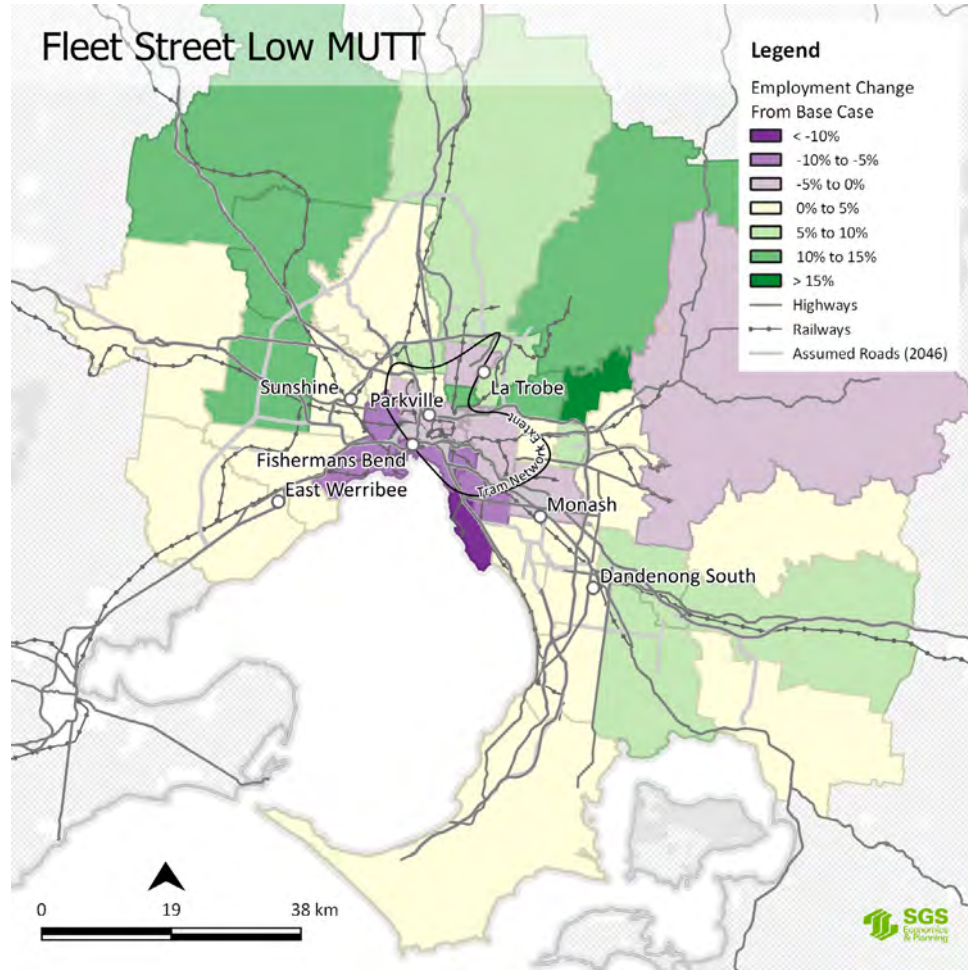 Fleet Street Low MUTT
Legend
Employment Change
From Base Case
< -10%
-10% to -5%
-5% to 0%
0% to 5%
5% to 10%
10% to 15%
> 15%
Highways
Railways
Assumed Roads (2046)
La Trobe
Sunshine
Parkville
Tram Network Extent
Fishermans Bend
East Werribee
Monash
Dandenong South
0 19 38 km
SGS
Economics
& Planning